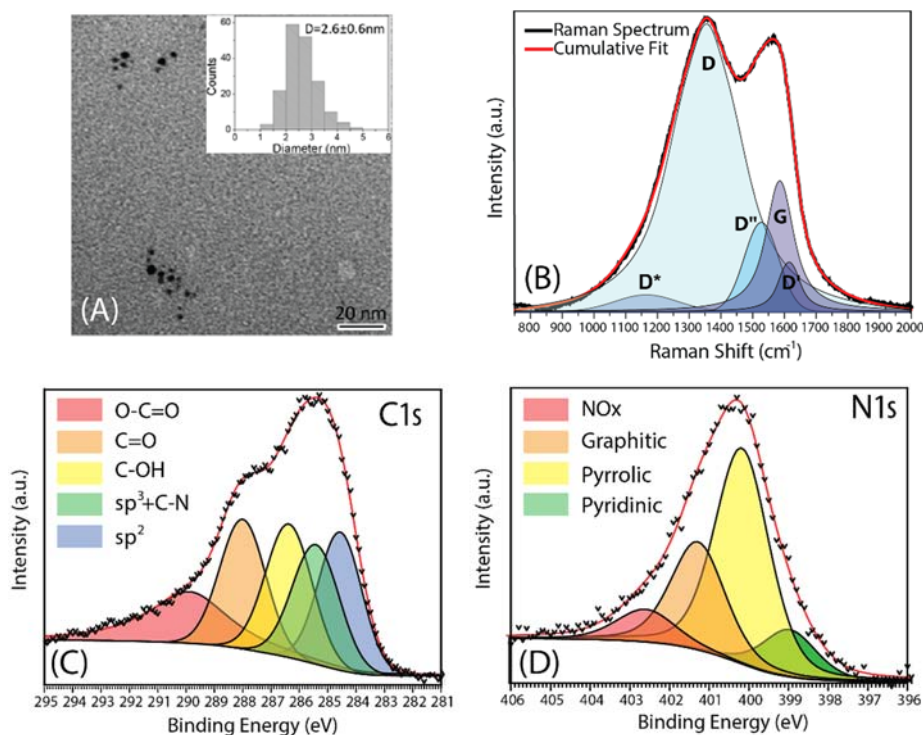 D=2.6±0.6nm
60
40
20
0
Counts
0 1 2 3 4 5 6
Diameter (nm)
(A)
20 nm
Raman Spectrum
Cumulative Fit
D
D"
G
D*
D'
(B)
Intensity (a.u.)
800 900 1100 1200 1300 1400 1500 1600 1700 1800 1900 2000
Raman Shift (cm-1)
C1s
O-C=O
C=O
C-OH
sp3+C-N
sp2
Intensity (a.u.)
(C)
295 294 293 292 291 290 289 288 287 286 285 284 283 282 281
Binding Energy (eV)
N1s
NOx
Graphitic
Pyrrolic
Pyridinic
Intensity (a.u.)
(D)
406 405 404 403 402 401 400 399 398 397 396
Binding Energy (eV)